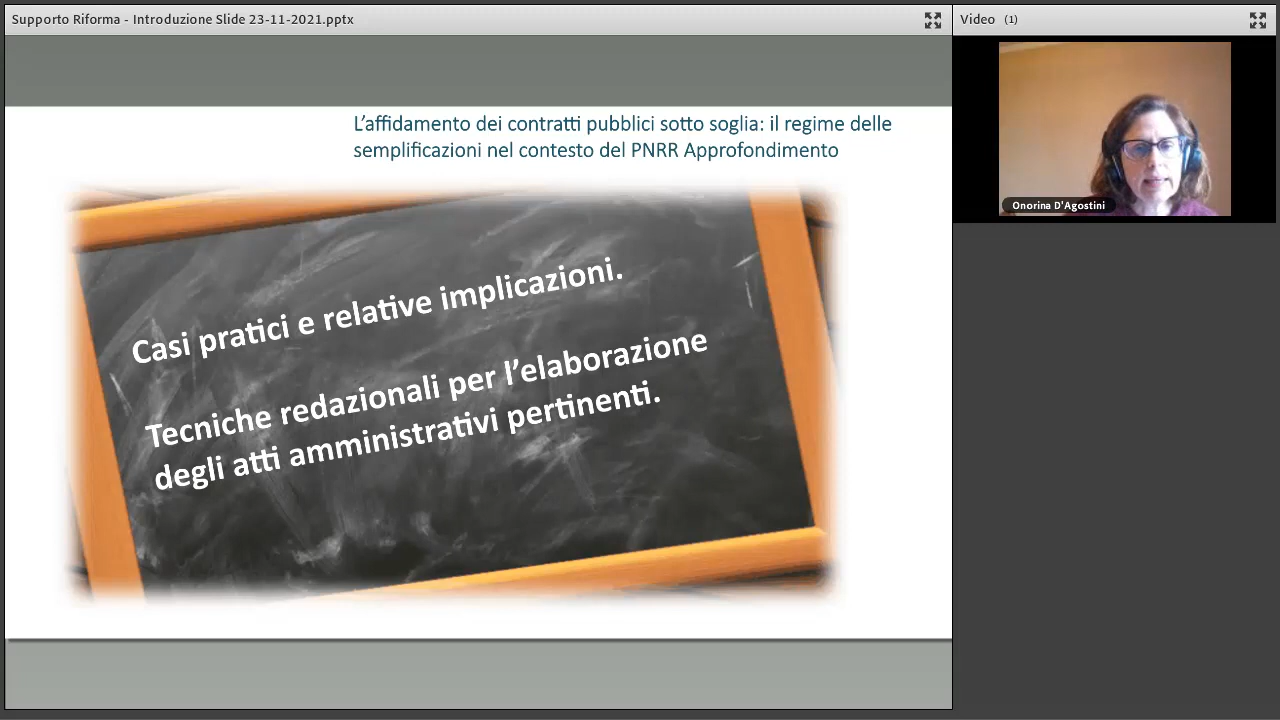 Supporto Riforma - Introduzione Slide 23-11-2021.pptx
Video (1)
L'affidamento dei contratti pubblici sotto soglia: il regime delle
semplificazioni nel contesto del PNRR Approfondimento
Onorina D'Agostini
Casi pratici e relative implicazioni.
Tecniche redazionali per l'elaborazione
degli atti amministrativi pertinenti.